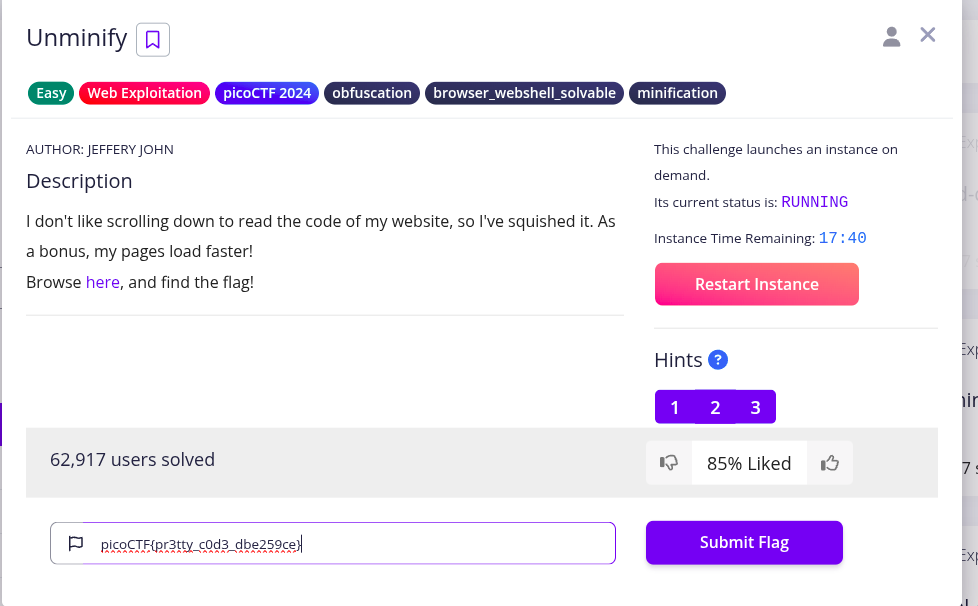 Unminify
Easy Web Exploitation picoCTF 2024 obfuscation browser_webshell_solvable minification
AUTHOR: JEFFERY JOHN
Description
I don't like scrolling down to read the code of my website, so I've squished it. As
a bonus, my pages load faster!
Browse here, and find the flag!
This challenge launches an instance on
demand.
Its current status is: RUNNING
Instance Time Remaining: 17:40
Restart Instance
Hints ?
1 2 3
62,917 users solved
85% Liked
picoCTF{pr3tty_c0d3_dbe259ce}
Submit Flag